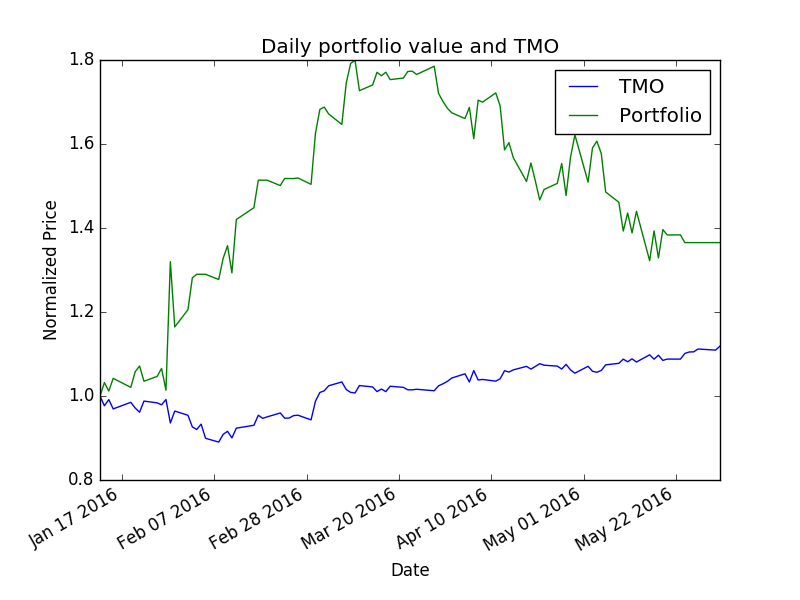 Daily portfolio value and TMO
TMO
Portfolio
Normalized Price
1.8
1.6
1.4
1.2
1.0
0.8
Jan 17 2016
Feb 07 2016
Feb 28 2016
Mar 20 2016
Apr 10 2016
May 01 2016
May 22 2016
Date